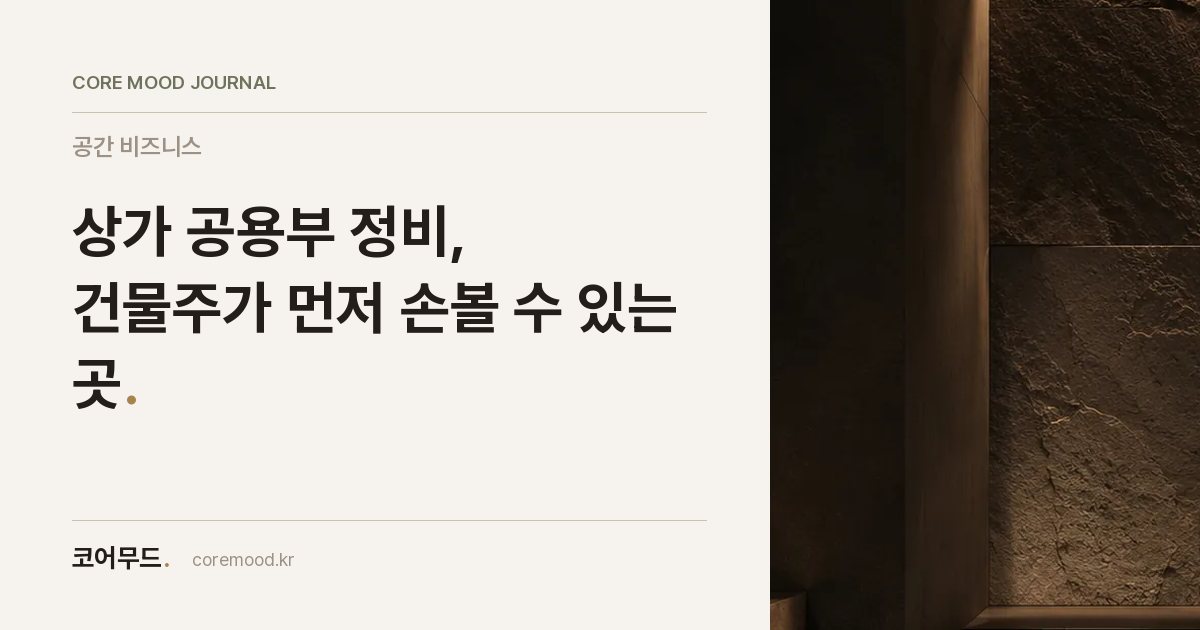 CORE MOOD JOURNAL
공간 비즈니스
상가 공용부 정비,
건물주가 먼저 손볼 수 있는
곳.
코어무드. coremood.kr